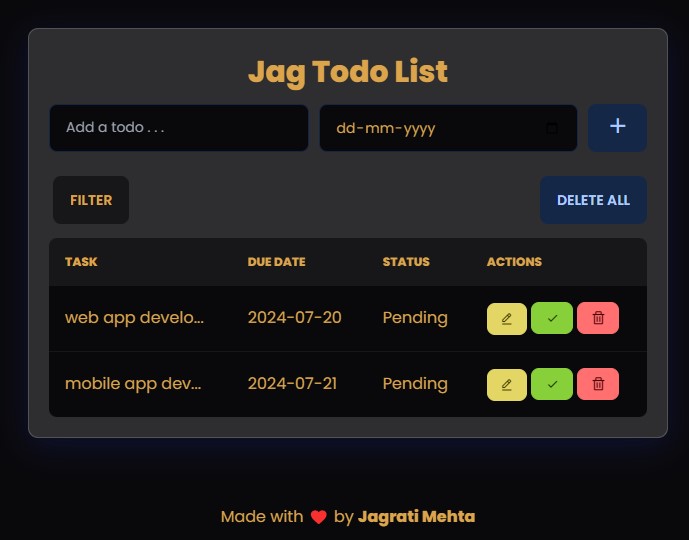 Jag Todo List
Add a todo . . .
dd-mm-yyyy
+
FILTER
DELETE ALL
TASK DUE DATE STATUS ACTIONS
web app develo... 2024-07-20 Pending
mobile app dev... 2024-07-21 Pending
Made with ❤ by Jagrati Mehta